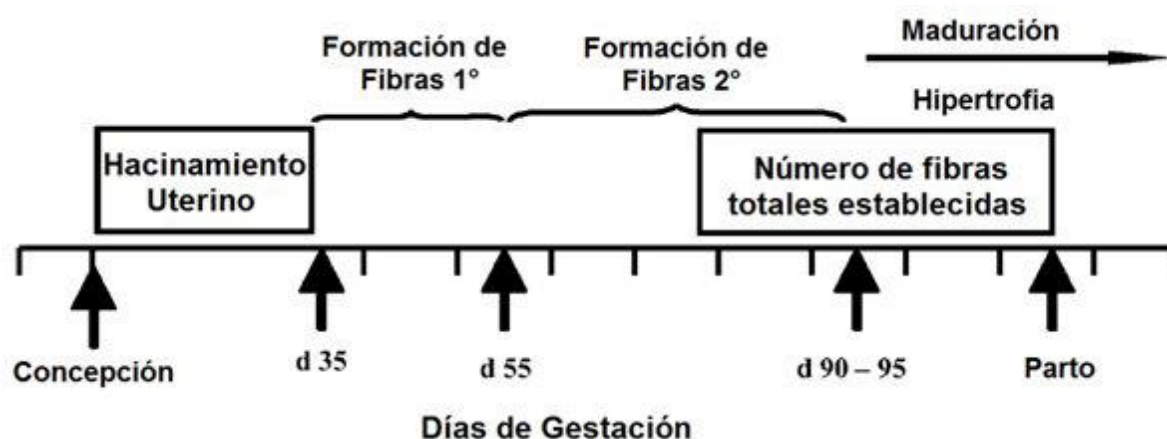 Formación de
Fibras 1°
Formación de
Fibras 2°
Maduración
Hipertrofia
Hacinamiento
Uterino
Número de fibras
totales establecidas
Concepción
d 35
d 55
d 90 – 95
Parto
Días de Gestación